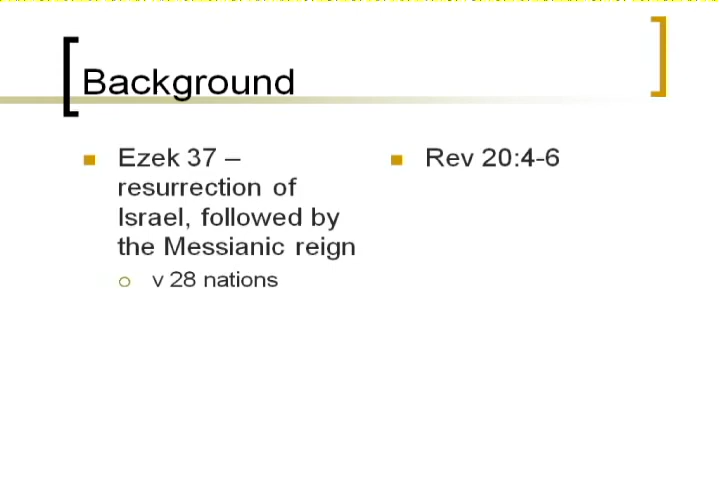 Background
Ezek 37 –
resurrection of
Israel, followed by
the Messianic reign
v 28 nations
Rev 20:4-6